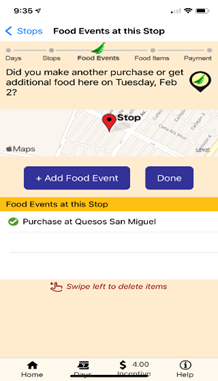 9:35
Stops
Food Events at this Stop
Days Stops Food Events Food Items Payment
Did you make another purchase or get
additional food here on Tuesday, Feb
2?
Stop
Maps
Legal
+ Add Food Event
Done
Food Events at this Stop
Purchase at Quesos San Miguel
Swipe left to delete items
$ 4.00
Home Days Incentive Help